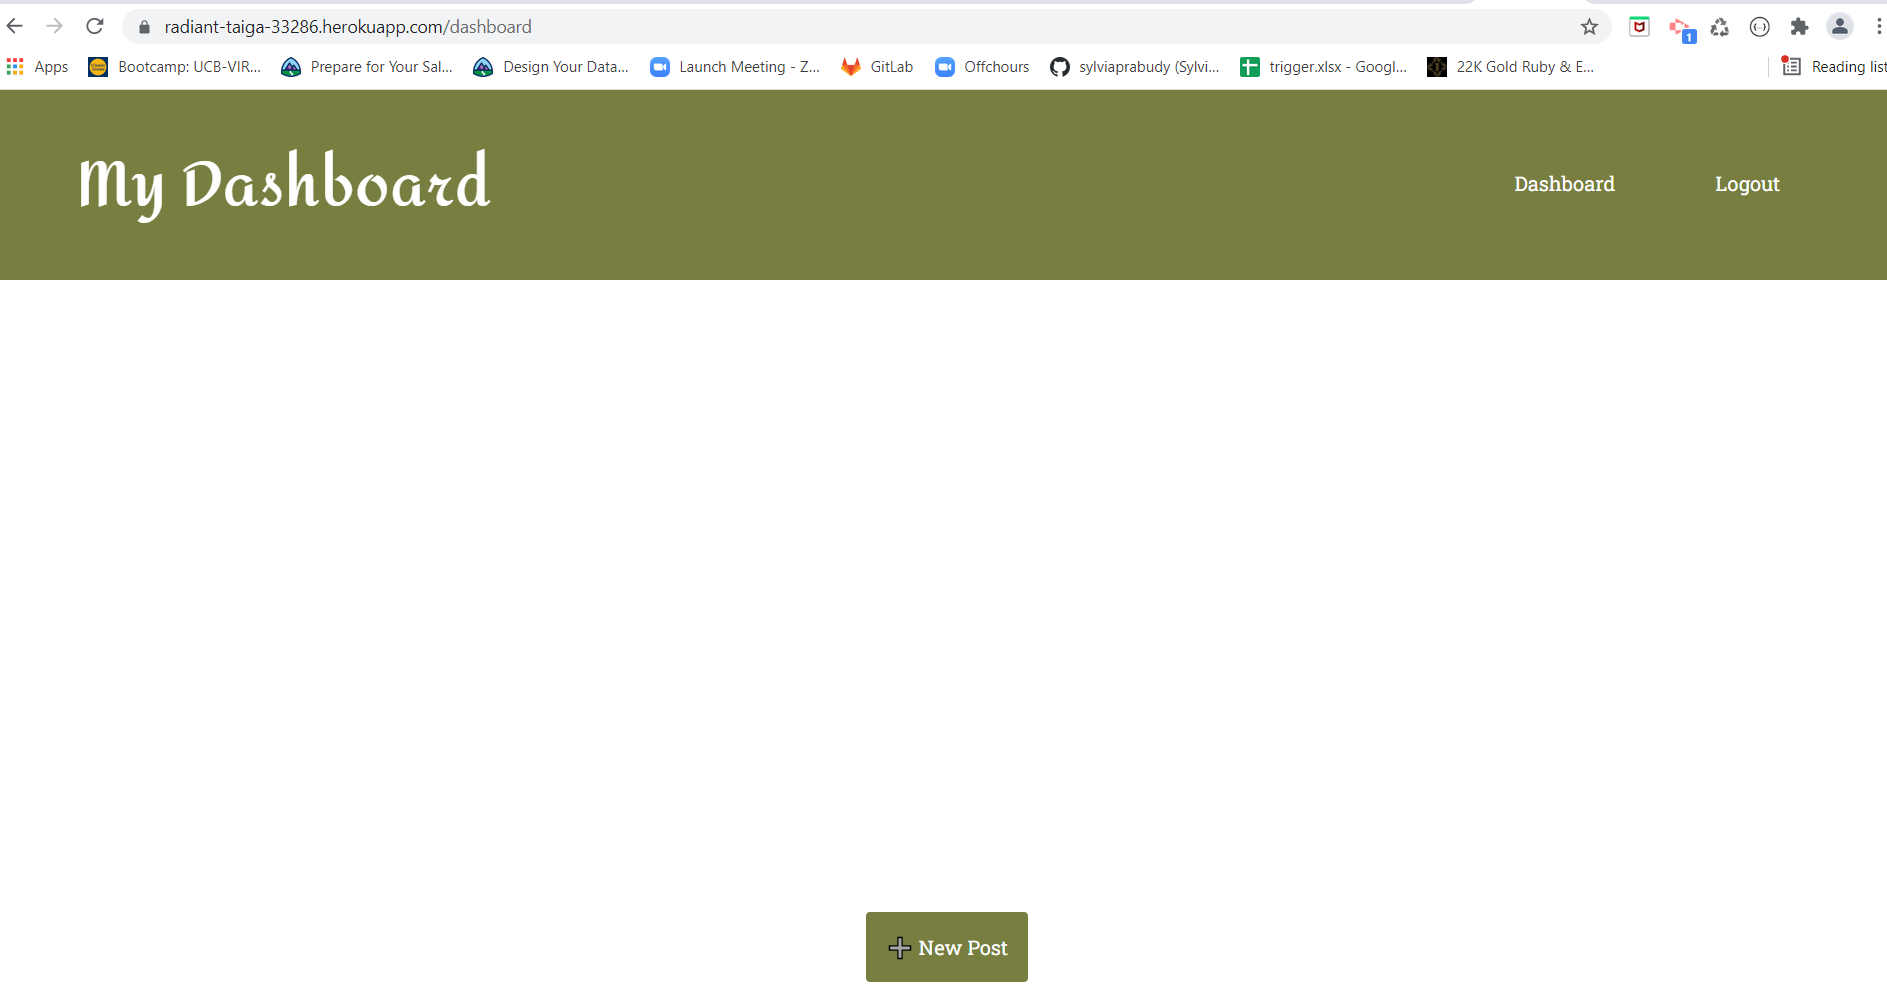 radiant-taiga-33286.herokuapp.com/dashboard
1
Apps Bootcamp: UCB-VIR... Prepare for Your Sal... Design Your Data... Launch Meeting - Z... GitLab Offchours sylviaprabudy (Sylvi... trigger.xlsx - Googl... 22K Gold Ruby & E... Reading list
My Dashboard Dashboard Logout
New Post